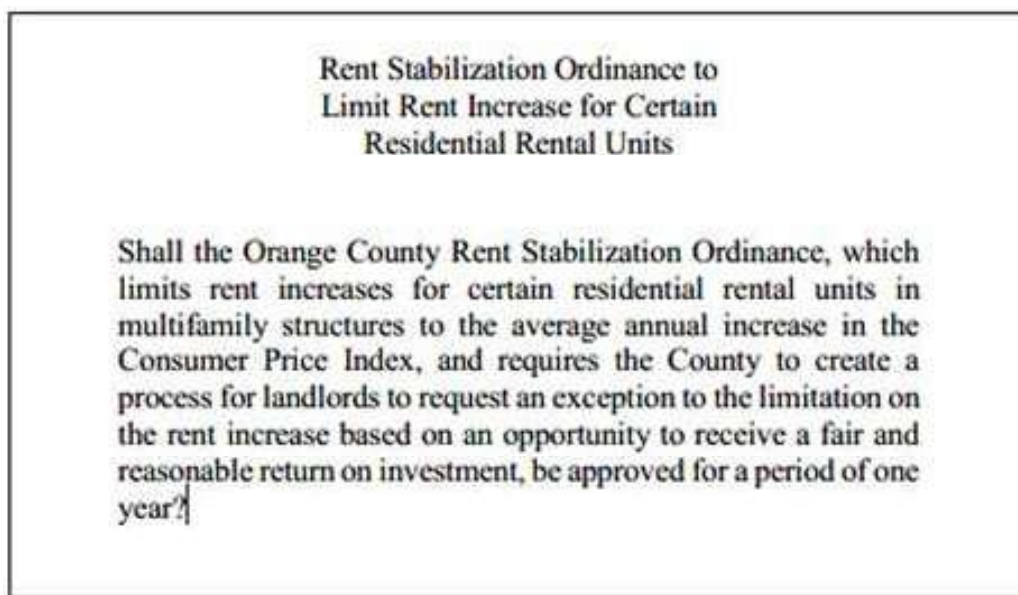 Rent Stabilization Ordinance to
Limit Rent Increase for Certain
Residential Rental Units
Shall the Orange County Rent Stabilization Ordinance, which
limits rent increases for certain residential rental units in
multifamily structures to the average annual increase in the
Consumer Price Index, and requires the County to create a
process for landlords to request an exception to the limitation on
the rent increase based on an opportunity to receive a fair and
reasonable return on investment, be approved for a period of one
year?